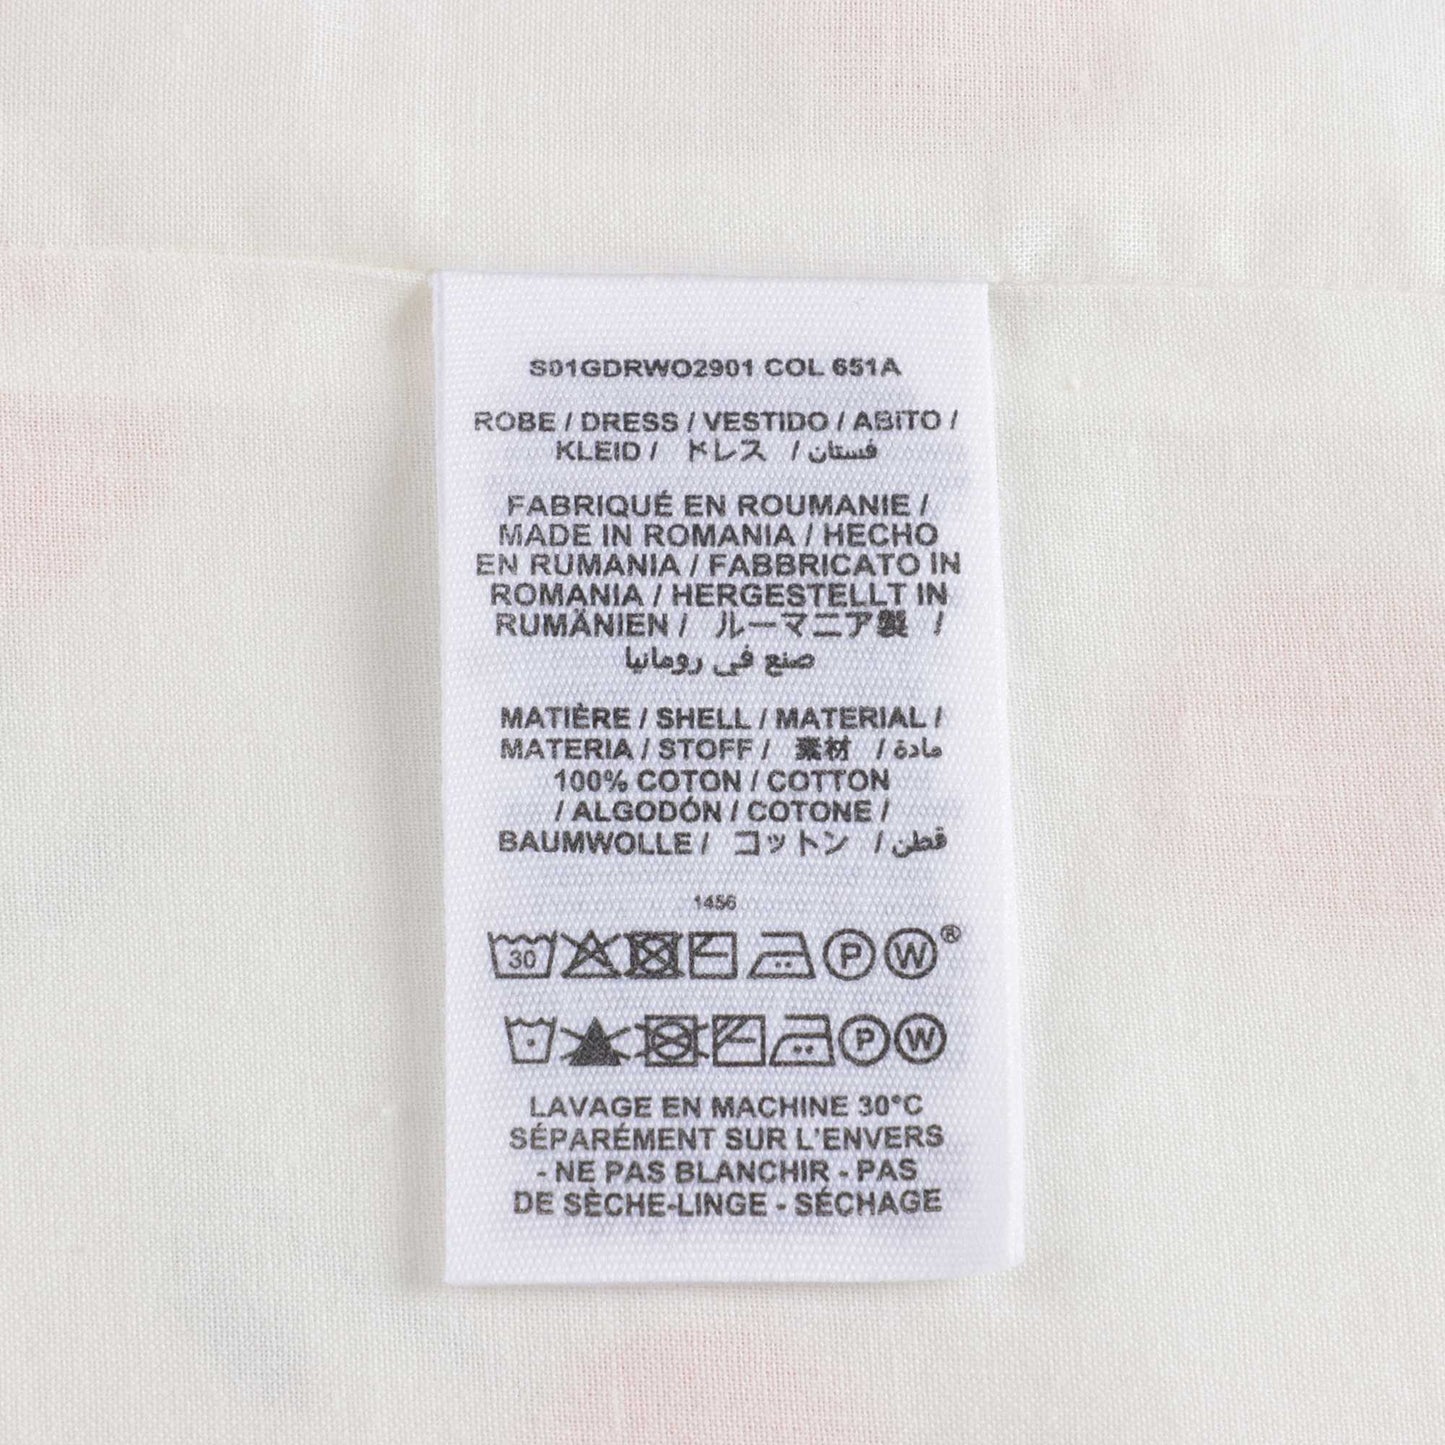 S01GDRWO2901 COL 651A
ROBE / DRESS / VESTIDO / ABITO /
KLEID / ドレス / فستان
FABRIQUÉ EN ROUMANIE /
MADE IN ROMANIA / HECHO
EN RUMANIA / FABBRICATO IN
ROMANIA / HERGESTELLT IN
RUMÄNIEN / ルーマニア製 /
صنع في رومانيا
MATIÈRE / SHELL / MATERIAL /
MATERIA / STOFF / 素材 / مادة
100% COTON / COTTON
/ ALGODÓN / COTONE /
BAUMWOLLE / コットン / قطن
1456
30 P W ®
P W
LAVAGE EN MACHINE 30°C
SÉPARÉMENT SUR L'ENVERS
- NE PAS BLANCHIR - PAS
DE SÈCHE-LINGE - SÉCHAGE